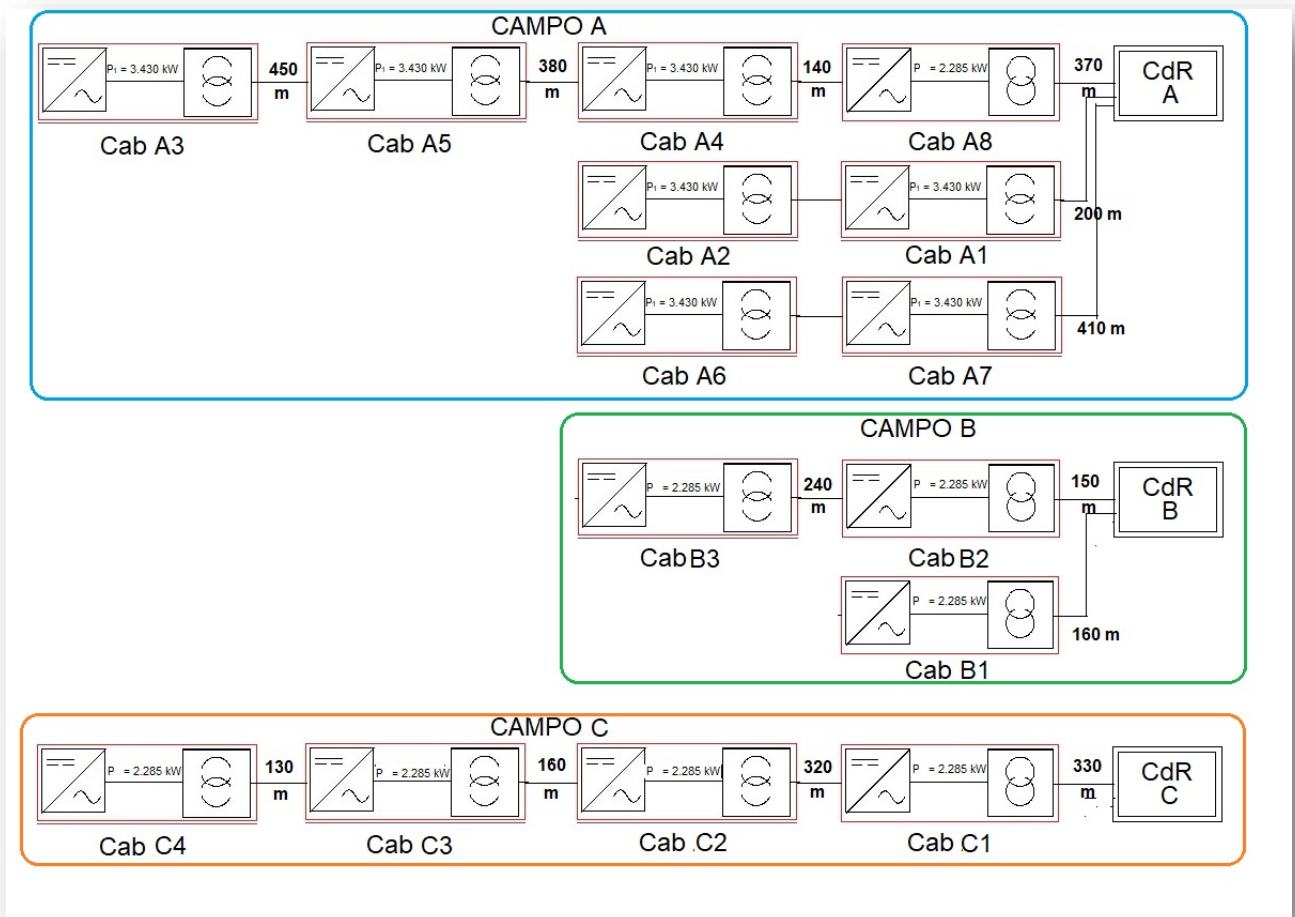 CAMPO A
P₁ = 3.430 kW
450
m
P₁ = 3.430 kW
380
m
P₁ = 3.430 kW
140
m
P = 2.285 kW
370
m
CdR
A
Cab A3
Cab A5
Cab A4
Cab A8
P₁ = 3.430 kW
P₁ = 3.430 kW
200 m
Cab A2
Cab A1
P₁ = 3.430 kW
P₁ = 3.430 kW
410 m
Cab A6
Cab A7
CAMPO B
P = 2.285 kW
240
m
P = 2.285 kW
150
m
CdR
B
Cab B3
Cab B2
P = 2.285 kW
160 m
Cab B1
CAMPO C
P = 2.285 kW
130
m
P = 2.285 kW
160
m
P = 2.285 kW
320
m
P = 2.285 kW
330
m
CdR
C
Cab C4
Cab C3
Cab .C2
Cab C1